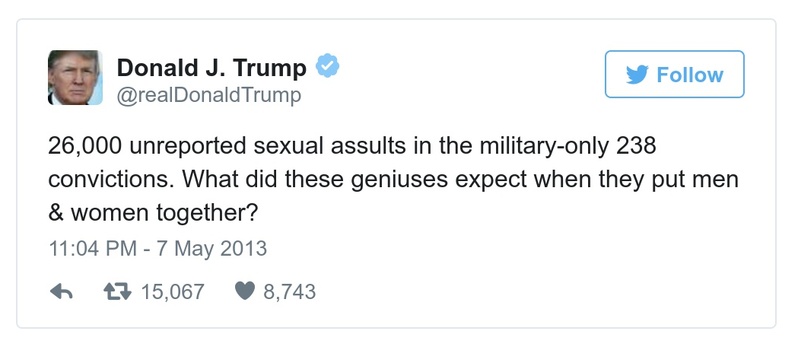 Donald J. Trump
@realDonaldTrump
Follow
26,000 unreported sexual assults in the military-only 238
convictions. What did these geniuses expect when they put men
& women together?
11:04 PM - 7 May 2013
15,067 8,743